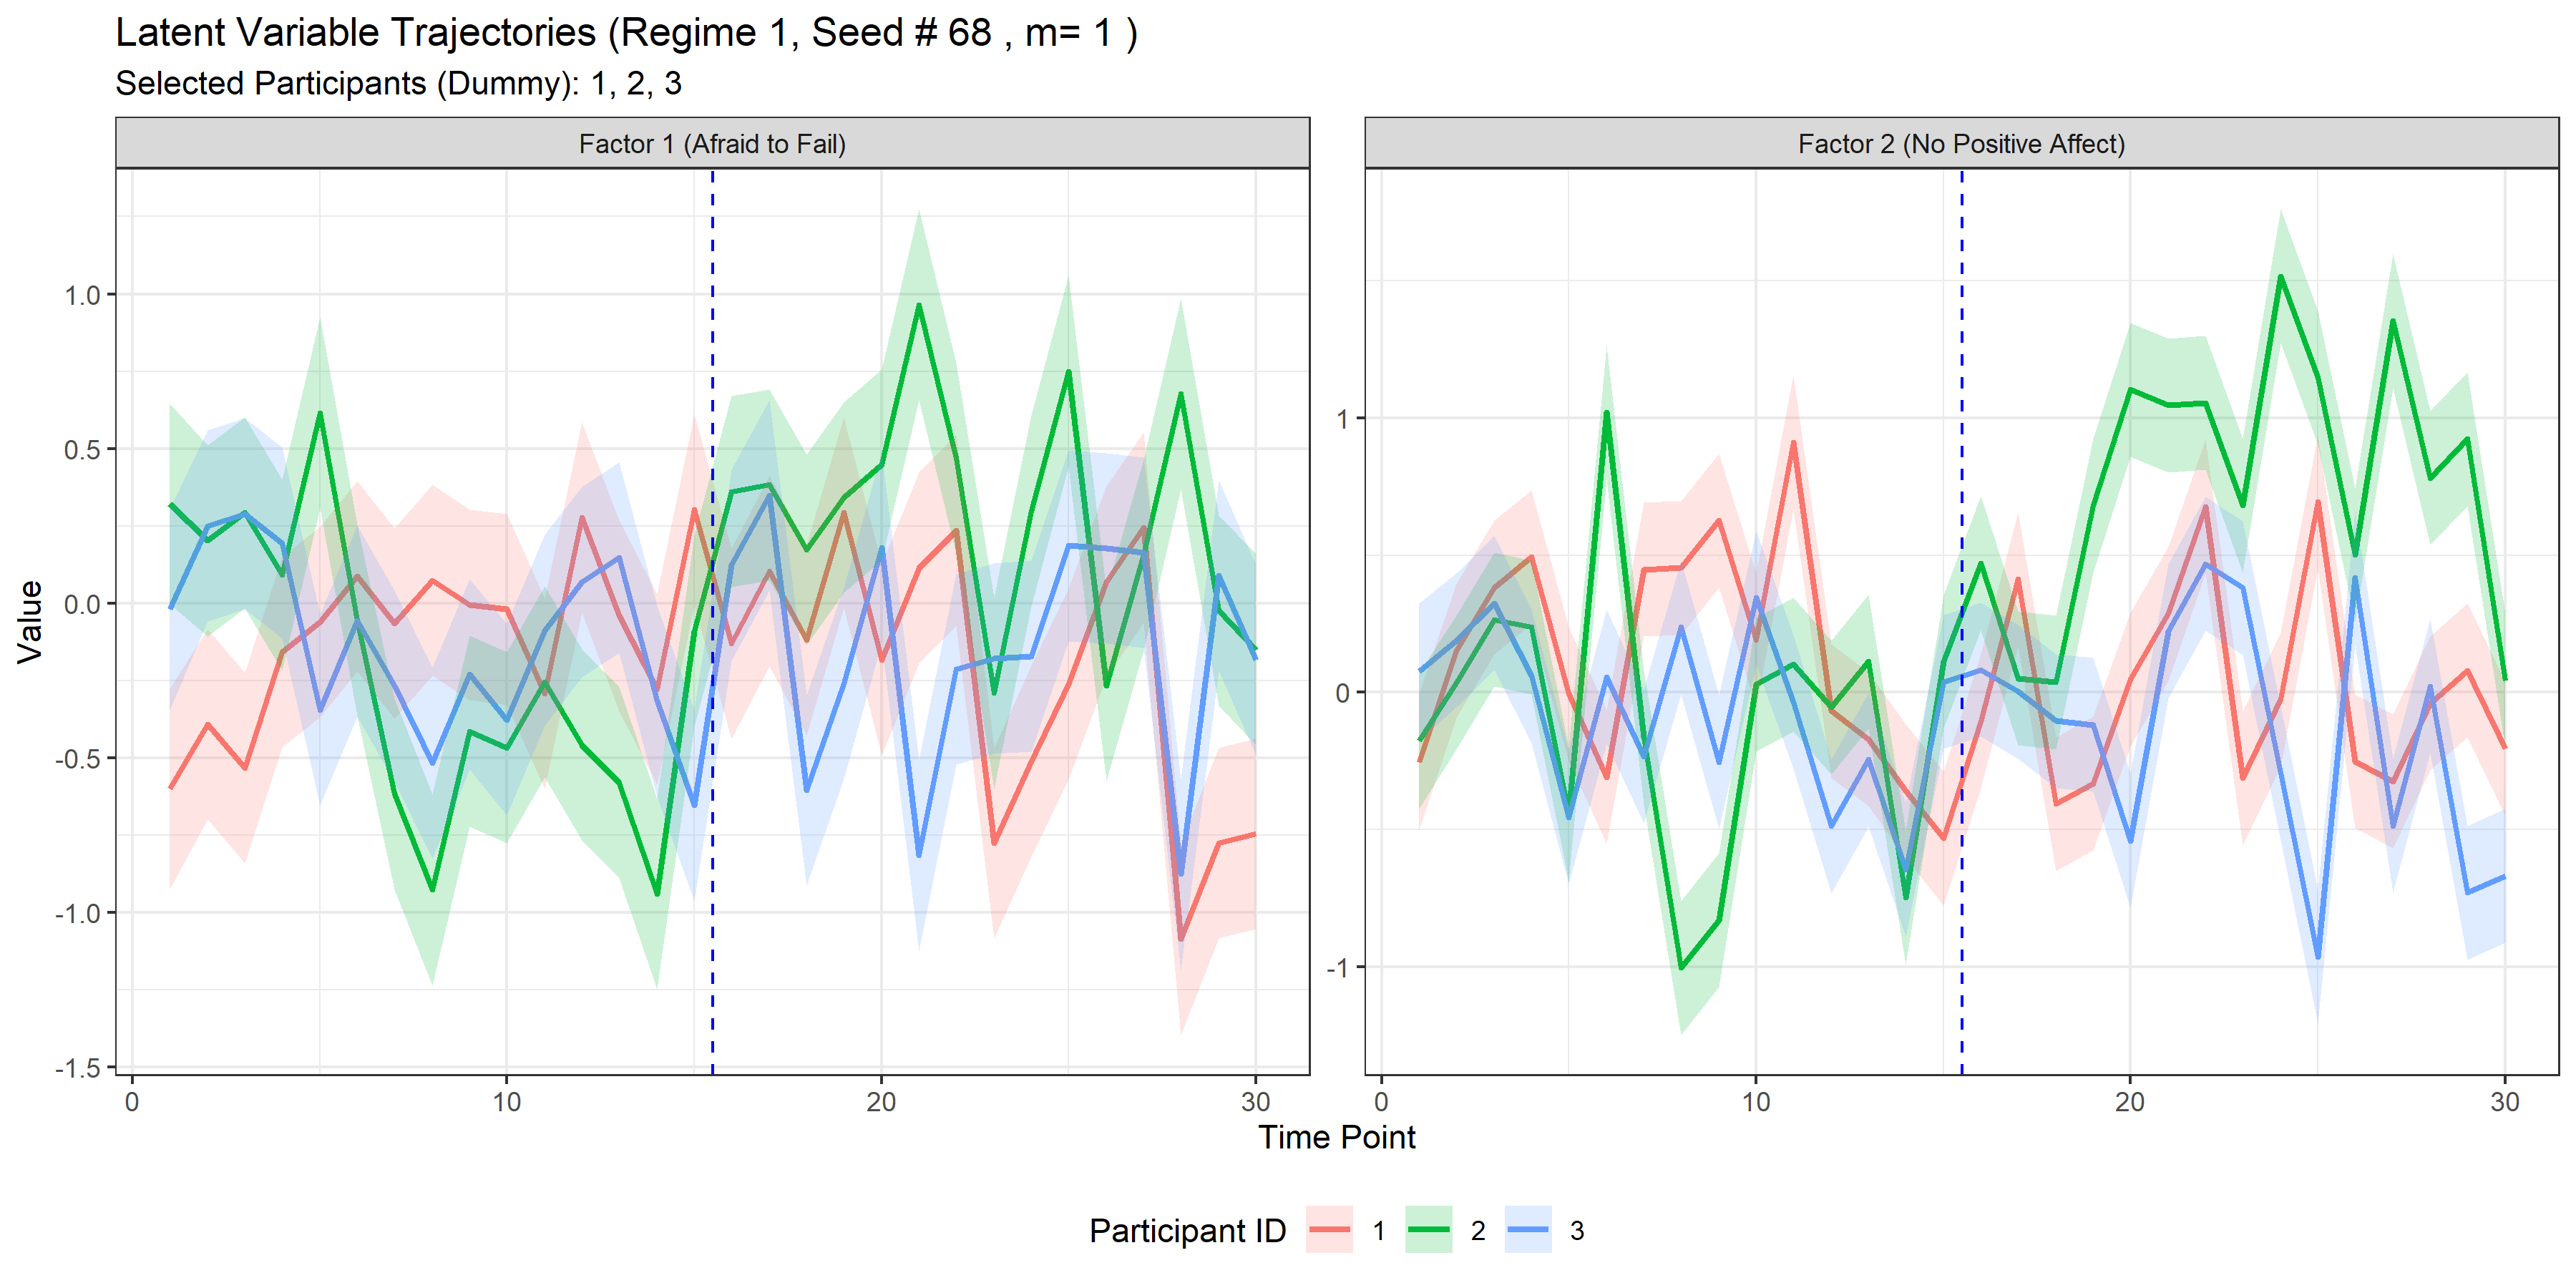 Latent Variable Trajectories (Regime 1, Seed # 68 , m= 1 )
Selected Participants (Dummy): 1, 2, 3
Factor 1 (Afraid to Fail)
Factor 2 (No Positive Affect)
Value
1.0
0.5
0.0
-0.5
-1.0
-1.5
1
0
-1
0 10 20 30
0 10 20 30
Time Point
Participant ID 1 2 3